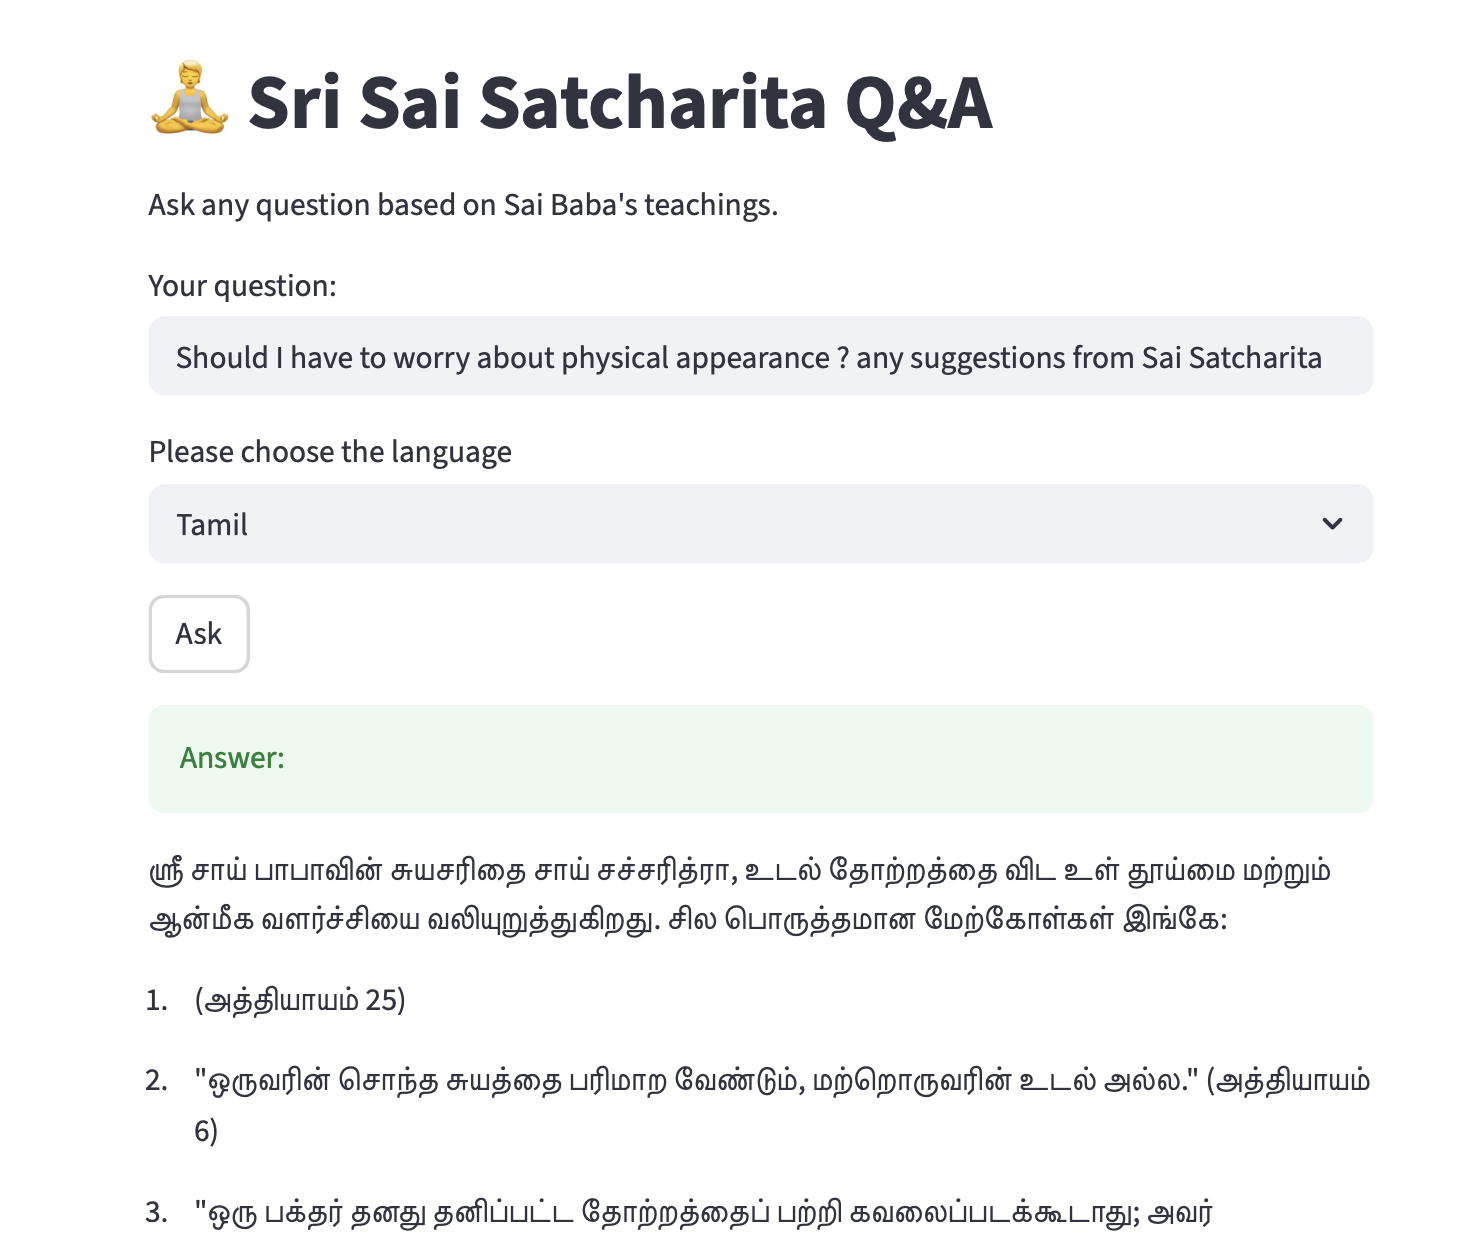 Sri Sai Satcharita Q&A
Ask any question based on Sai Baba's teachings.
Your question:
Should I have to worry about physical appearance ? any suggestions from Sai Satcharita
Please choose the language
Tamil
Ask
Answer:
ஸ்ரீ சாய் பாபாவின் சுயசரிதை சாய் சச்சரித்ரா, உடல் தோற்றத்தை விட உள் தூய்மை மற்றும்
ஆன்மீக வளர்ச்சியை வலியுறுத்துகிறது. சில பொருத்தமான மேற்கோள்கள் இங்கே:
1. (அத்தியாயம் 25)
2. "ஒருவரின் சொந்த சுயத்தை பரிமாற வேண்டும், மற்றொருவரின் உடல் அல்ல." (அத்தியாயம்
6)
3. "ஒரு பக்தர் தனது தனிப்பட்ட தோற்றத்தைப் பற்றி கவலைப்படக்கூடாது; அவர்